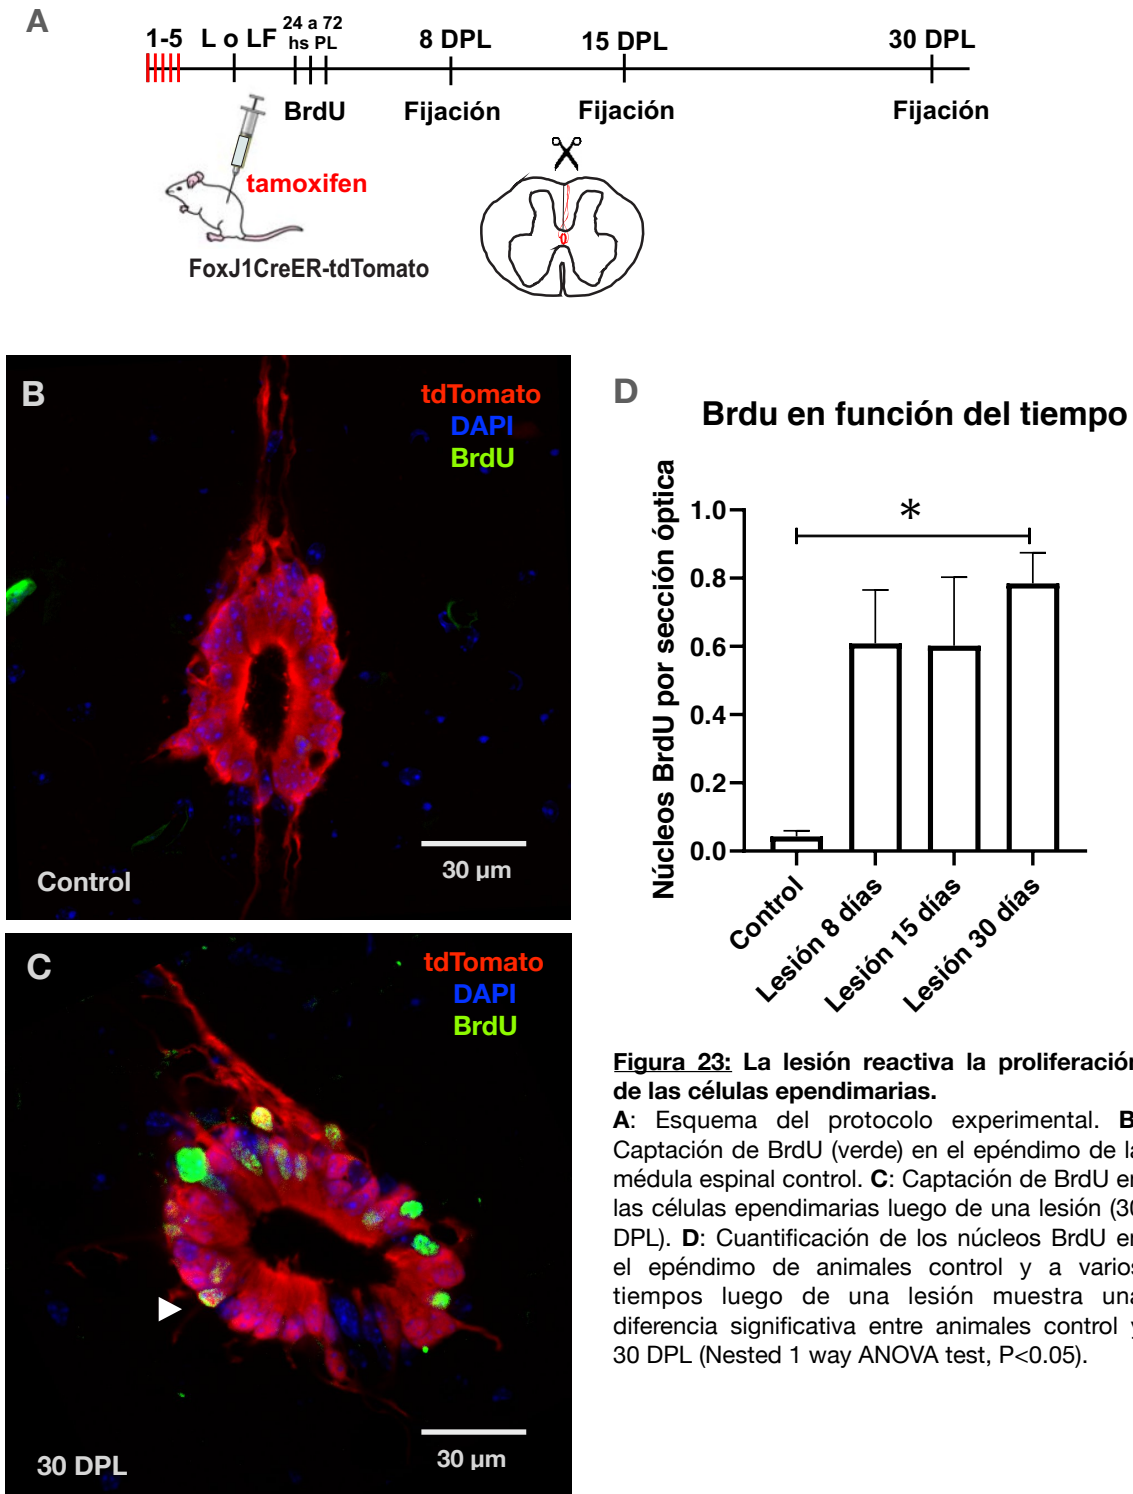 A
1-5 L o LF 24 a 72 hs PL 8 DPL 15 DPL 30 DPL
BrdU Fijación Fijación Fijación
tamoxifen
FoxJ1CreER-tdTomato
B
tdTomato
DAPI
BrdU
30 µm
Control
C
tdTomato
DAPI
BrdU
30 µm
30 DPL
D
Brdu en función del tiempo
Núcleos BrdU por sección óptica
1.0
0.8
0.6
0.4
0.2
0.0
*
Control
Lesión 8 días
Lesión 15 días
Lesión 30 días
Figura 23: La lesión reactiva la proliferación
de las células ependimarias.
A: Esquema del protocolo experimental. B
Captación de BrdU (verde) en el epéndimo de la
médula espinal control. C: Captación de BrdU en
las células ependimarias luego de una lesión (30
DPL). D: Cuantificación de los núcleos BrdU en
el epéndimo de animales control y a varios
tiempos luego de una lesión muestra una
diferencia significativa entre animales control y
30 DPL (Nested 1 way ANOVA test, P<0.05).